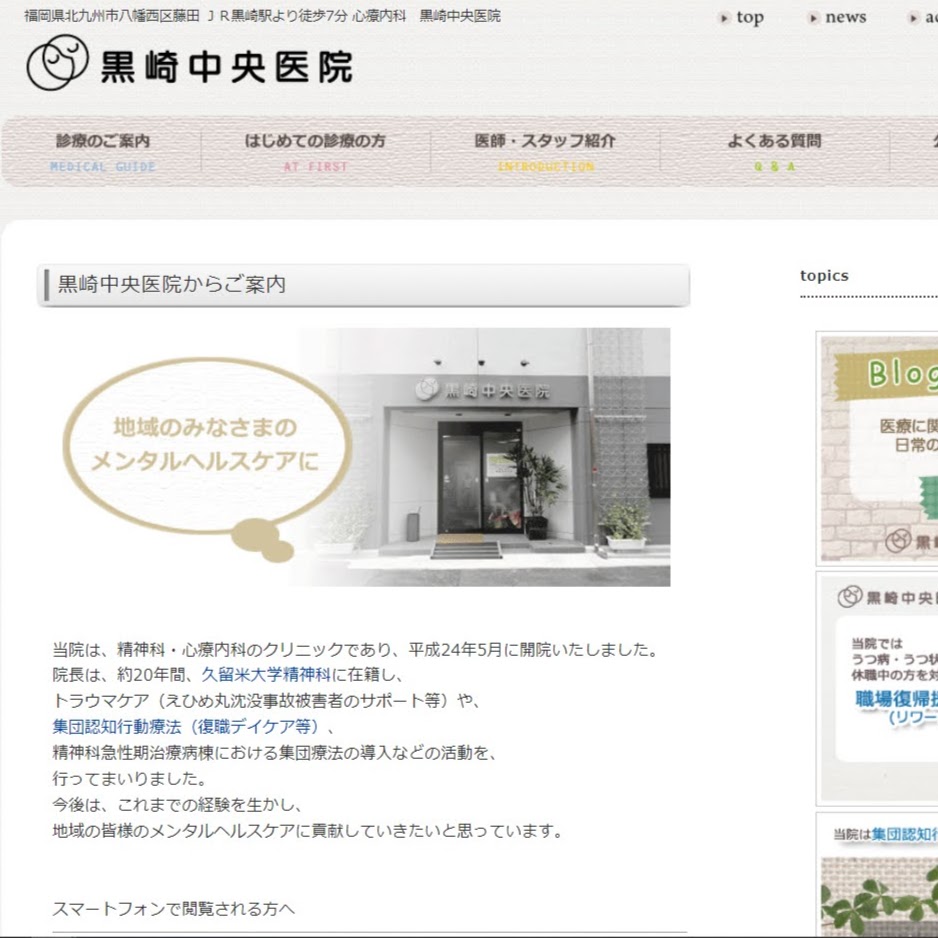 福岡県北九州市八幡西区藤田 ＪＲ黒崎駅より徒歩7分 心療内科　黒崎中央医院
top
news
黒崎中央医院
診療のご案内
はじめての診療の方
医師・スタッフ紹介
よくある質問
MEDICAL GUIDE
AT FIRST
INTRODUCTION
Q & A
黒崎中央医院からご案内
地域のみなさまの
メンタルヘルスケアに
黒崎中央医院
当院は、精神科・心療内科のクリニックであり、平成24年5月に開院いたしました。
院長は、約20年間、久留米大学精神科に在籍し、
トラウマケア（えひめ丸沈没事故被害者のサポート等）や、
集団認知行動療法（復職デイケア等）、
精神科急性期治療病棟における集団療法の導入などの活動を、
行ってまいりました。
今後は、これまでの経験を生かし、
地域の皆様のメンタルヘルスケアに貢献していきたいと思っています。
スマートフォンで閲覧される方へ
topics
Blog
医療に関
日常の
黒崎中央
当院では
うつ病・うつ状
休職中の方を対
職場復帰
（リワー
当院は集団認知行